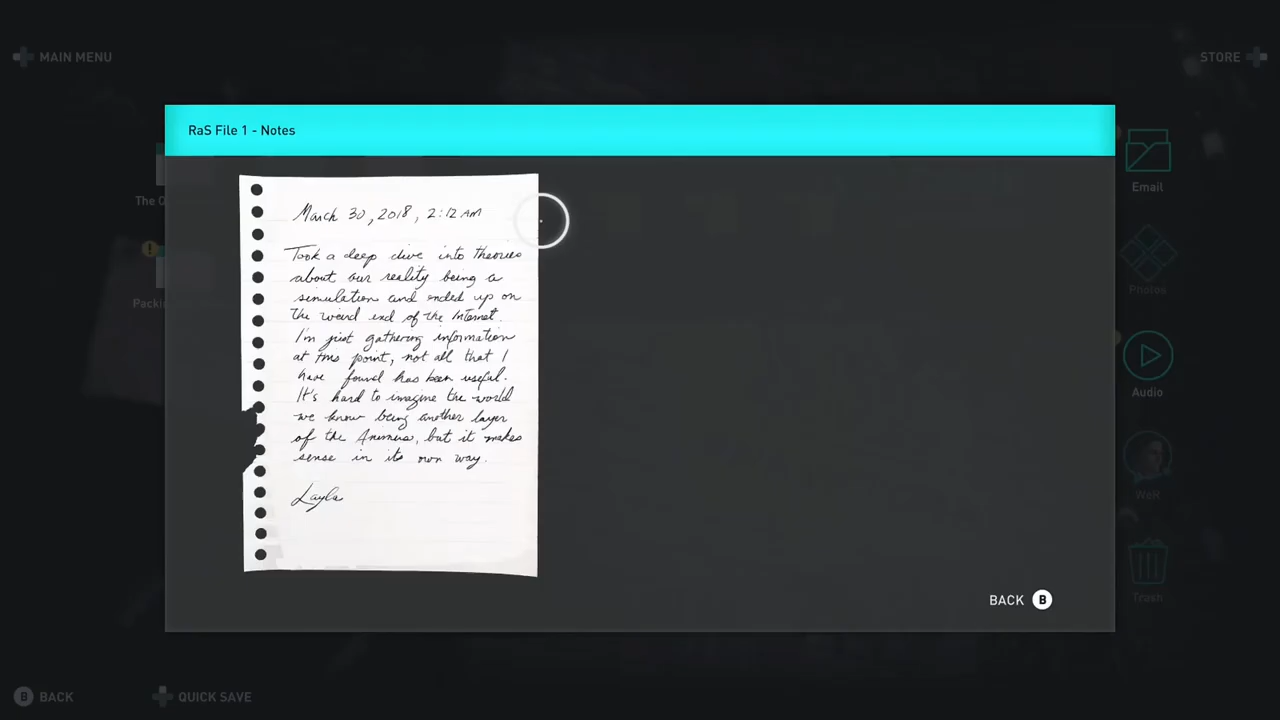 MAIN MENU
STORE
RaS File 1 - Notes
March 30, 2018, 2:12 AM
Took a deep dive into theories
about our reality being a
simulation and ended up on
the weird end of the Internet.
I'm just gathering information
at this point, not all that I
have found has been useful.
It's hard to imagine the world
we know being another layer
of the Animus, but it makes
sense in its own way.
Layla
Email
The
Photos
Audio
WeR
Trash
BACK B
B BACK
QUICK SAVE